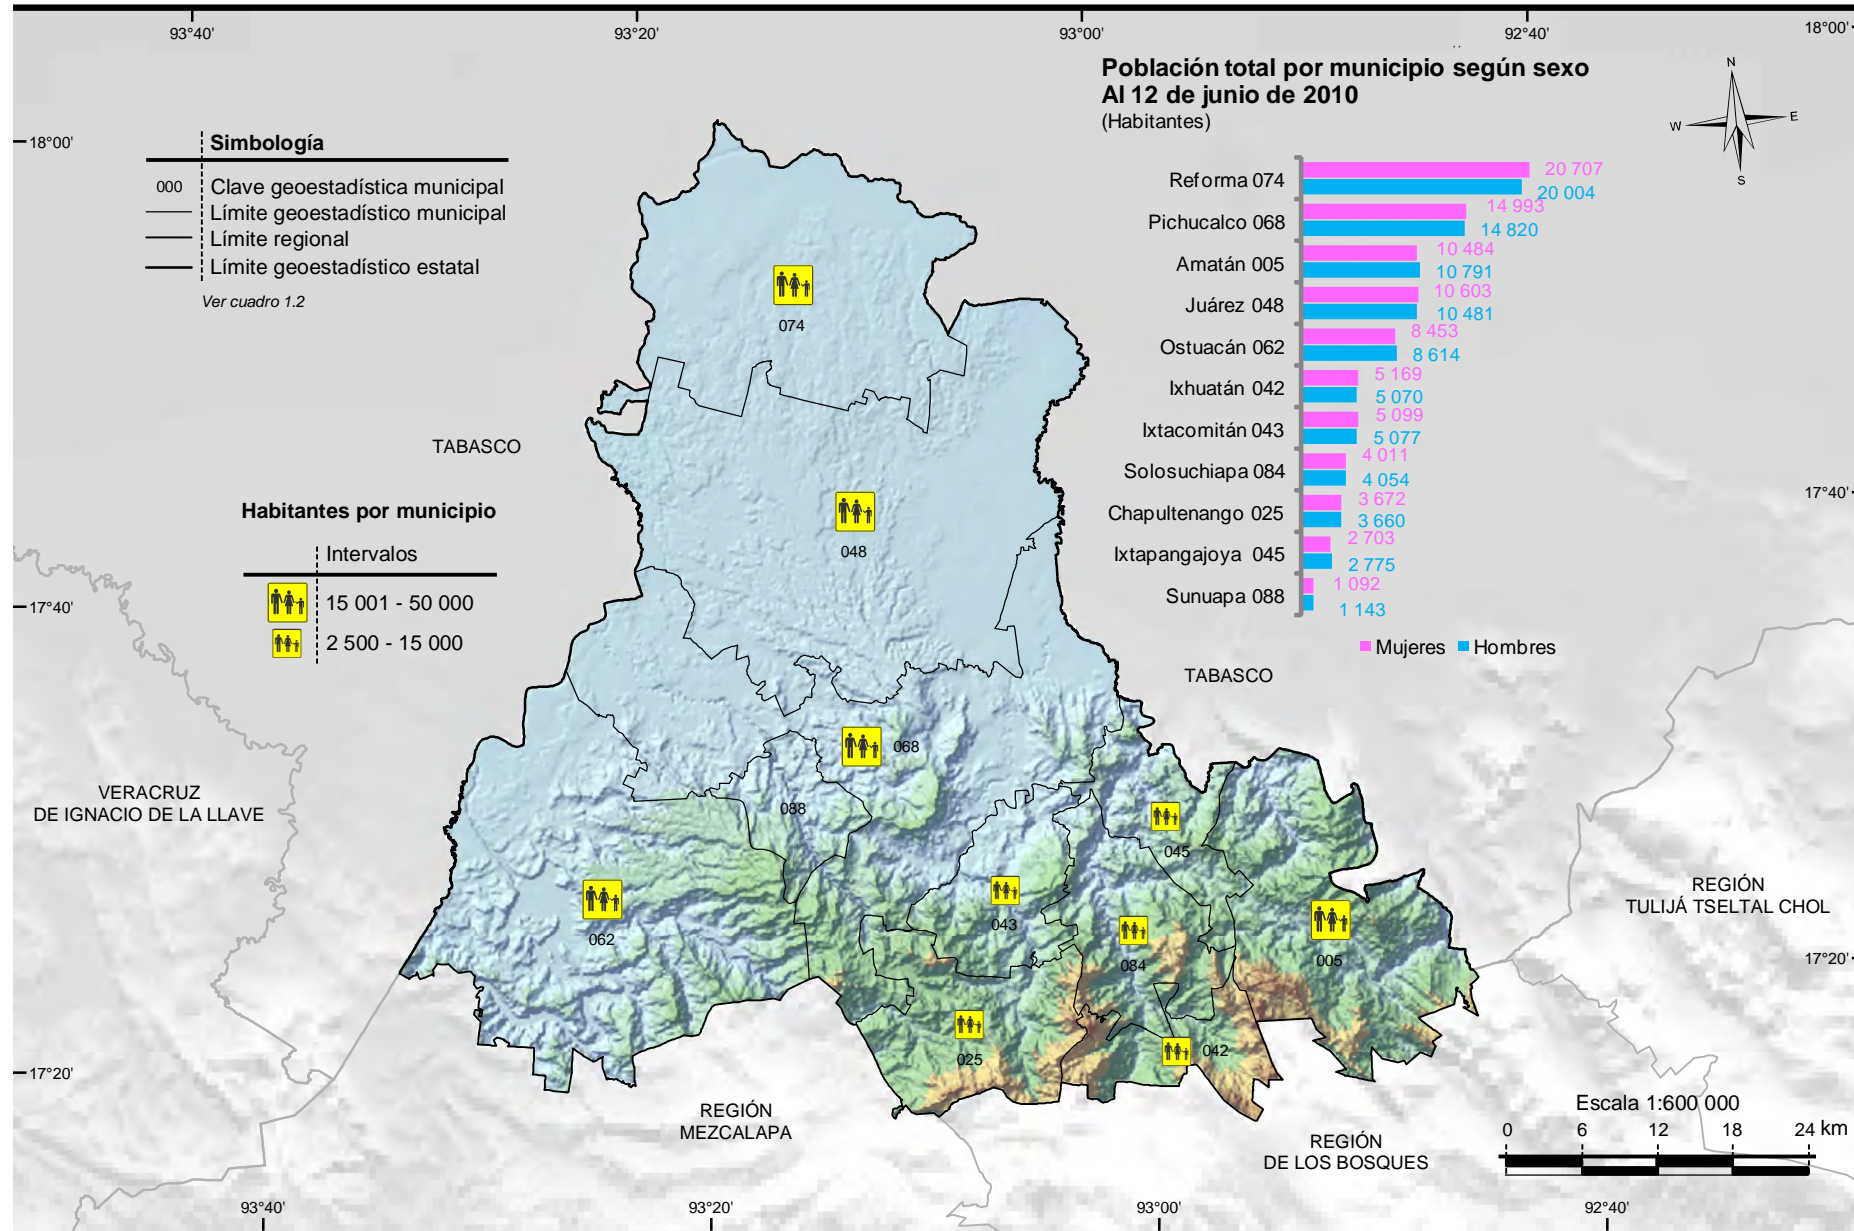 93°40'
93°20'
93°00'
92°40'
18°00'
Población total por municipio según sexo
Al 12 de junio de 2010
(Habitantes)
N
W
E
S
18°00'
Simbología
000 Clave geoestadística municipal
Límite geoestadístico municipal
Límite regional
Límite geoestadístico estatal
Ver cuadro 1.2
Reforma 074
20 707
20 004
Pichucalco 068
14 993
14 820
Amatán 005
10 484
10 791
Juárez 048
10 603
10 481
Ostuacán 062
8 453
8 614
Ixhuatán 042
5 169
5 070
Ixtacomitán 043
5 099
5 077
Solosuchiapa 084
4 011
4 054
Chapultenango 025
3 672
3 660
Ixtapangajoya 045
2 703
2 775
Sunuapa 088
1 092
1 143
Mujeres Hombres
074
TABASCO
17°40'
Habitantes por municipio
Intervalos
15 001 - 50 000
2 500 - 15 000
048
17°40'
TABASCO
068
VERACRUZ
DE IGNACIO DE LA LLAVE
088
045
REGIÓN
TULIJÁ TSELTAL CHOL
043
062
084
005
17°20'
025
042
17°20'
REGIÓN
MEZCALAPA
REGIÓN
DE LOS BOSQUES
Escala 1:600 000
0 6 12 18 24 km
93°40'
93°20'
93°00'
92°40'